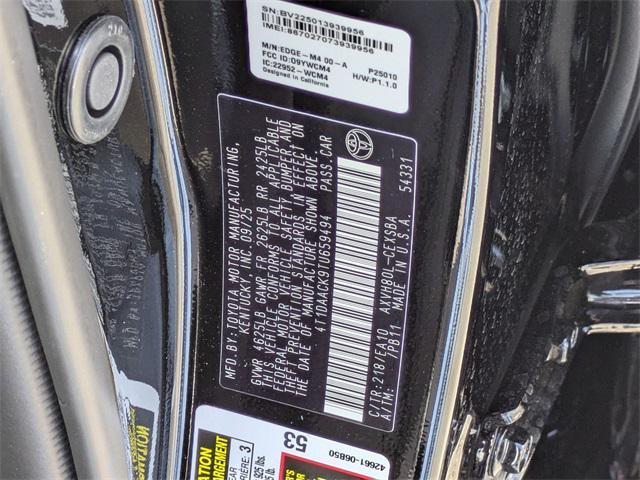 SN:BV225013939956
IMEI:867027073939956
M/N:EDGE-M4 00-A P25010
FCC ID:O9YWCM4
IC:22952-WCM4 H/W:P1.1.0
Designed in California
MFD BY:TOYOTA MOTOR MANUFACTURING,
KENTUCKY, INC. 09/25
GVWR 4625LB GAWR FR 2625LB RR 2425LB
THIS VEHICLE CONFORMS TO ALL APPLICABLE
FEDERAL MOTOR VEHICLE SAFETY, BUMPER, AND
THEFT PREVENTION STANDARDS IN EFFECT ON
THE DATE OF MANUFACTURE SHOWN ABOVE.
4T1DAACK9TU659494 PASS.CAR
C/TR:218/EA10 AXVH80L-CEXSBA
A/TM: -/PB11 MADE IN U.S.A. 54331
53
42661-06850
3